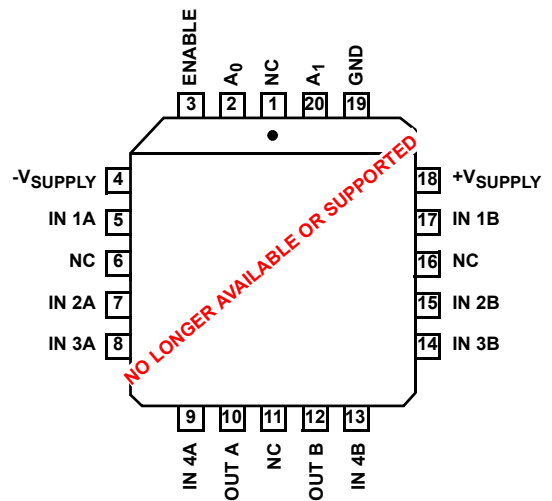 ENABLE
A0
NC
A1
GND
3
2
1
20
19
-VSUPPLY 4
IN 1A 5
NC 6
IN 2A 7
IN 3A 8
18 +VSUPPLY
17 IN 1B
16 NC
15 IN 2B
14 IN 3B
NO LONGER AVAILABLE OR SUPPORTED
9
10
11
12
13
IN 4A
OUT A
NC
OUT B
IN 4B